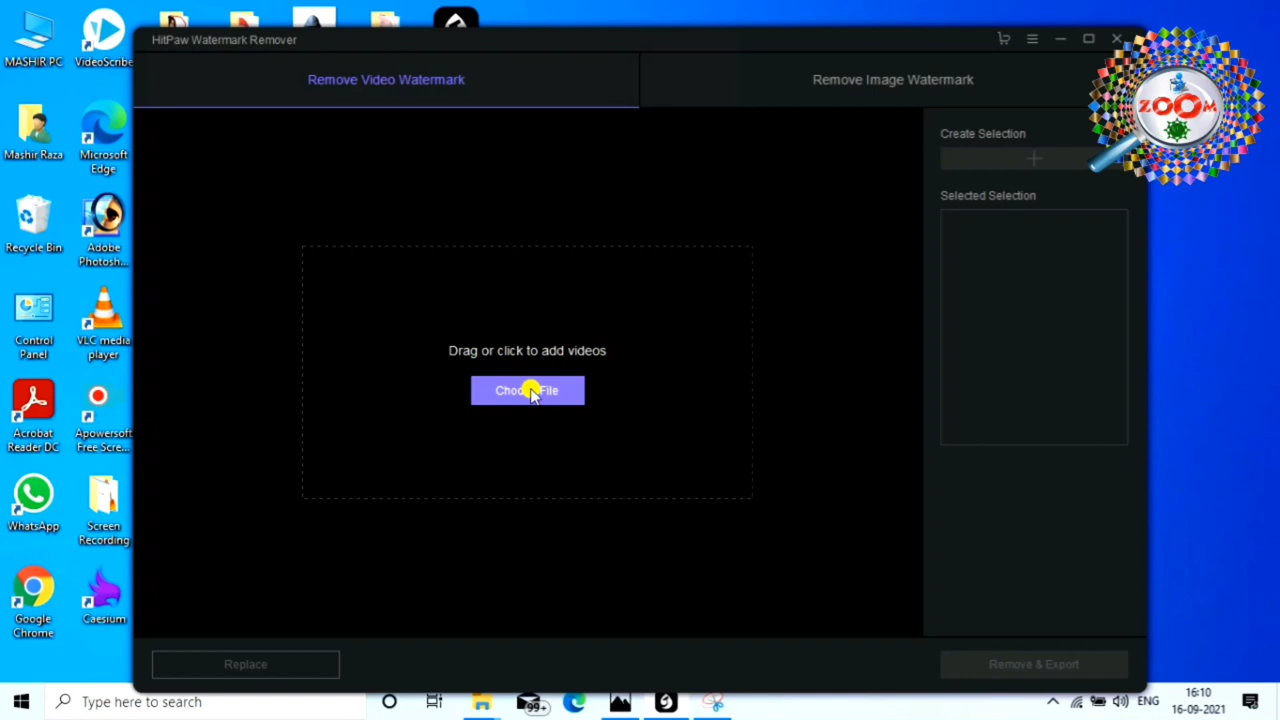 HitPaw Watermark Remover
Remove Video Watermark
Remove Image Watermark
ZOOM
Create Selection
Selected Selection
Drag or click to add videos
Replace
Remove & Export
MASHIR PC
VideoScribe
Mashir Raza
Microsoft
Edge
Recycle Bin
Adobe
Photosh...
Control
Panel
VLC media
player
Acrobat
Reader DC
Apowersoft
Free Scre...
WhatsApp
Screen
Recording
Google
Chrome
Caesium
Type here to search
99+
ENG
16:10
16-09-2021